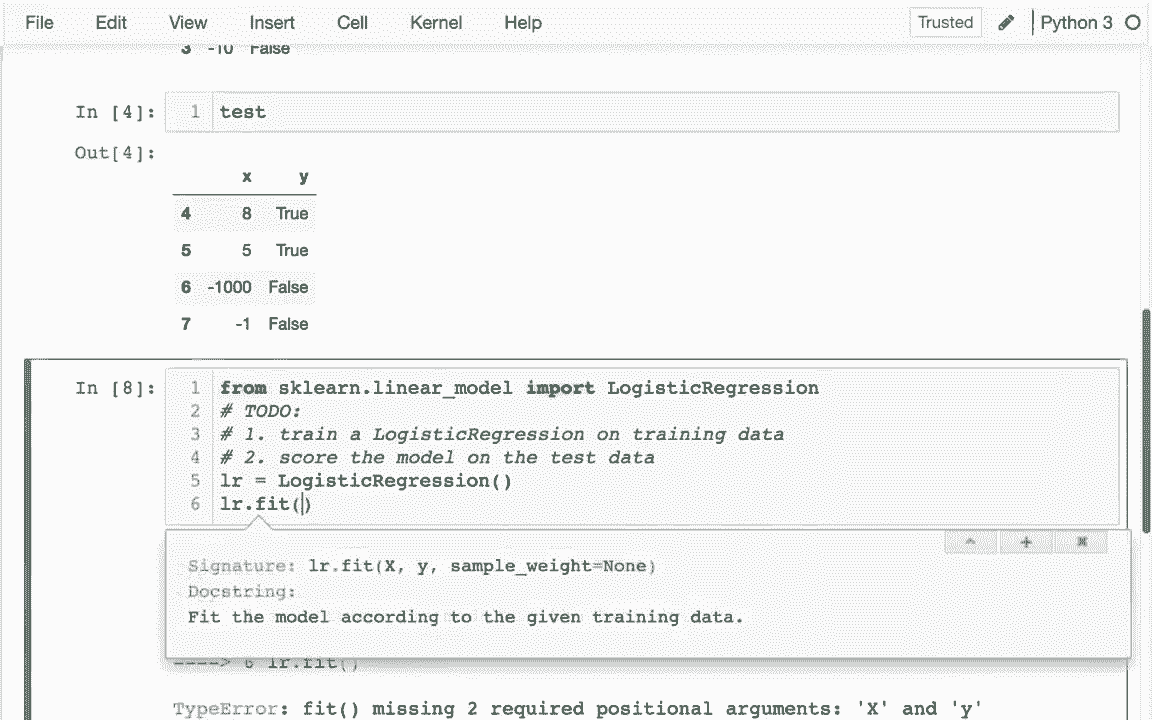 File Edit View Insert Cell Kernel Help Trusted Python 3
3 -10 False
In [4]: 1 test
Out[4]:
x y
4 8 True
5 5 True
6 -1000 False
7 -1 False
In [8]: 1 from sklearn.linear_model import LogisticRegression
2 # TODO:
3 # 1. train a LogisticRegression on training data
4 # 2. score the model on the test data
5 lr = LogisticRegression()
6 lr.fit()
Signature: lr.fit(X, y, sample_weight=None)
Docstring:
Fit the model according to the given training data.
----> 6 lr.fit()
TypeError: fit() missing 2 required positional arguments: 'X' and 'y'